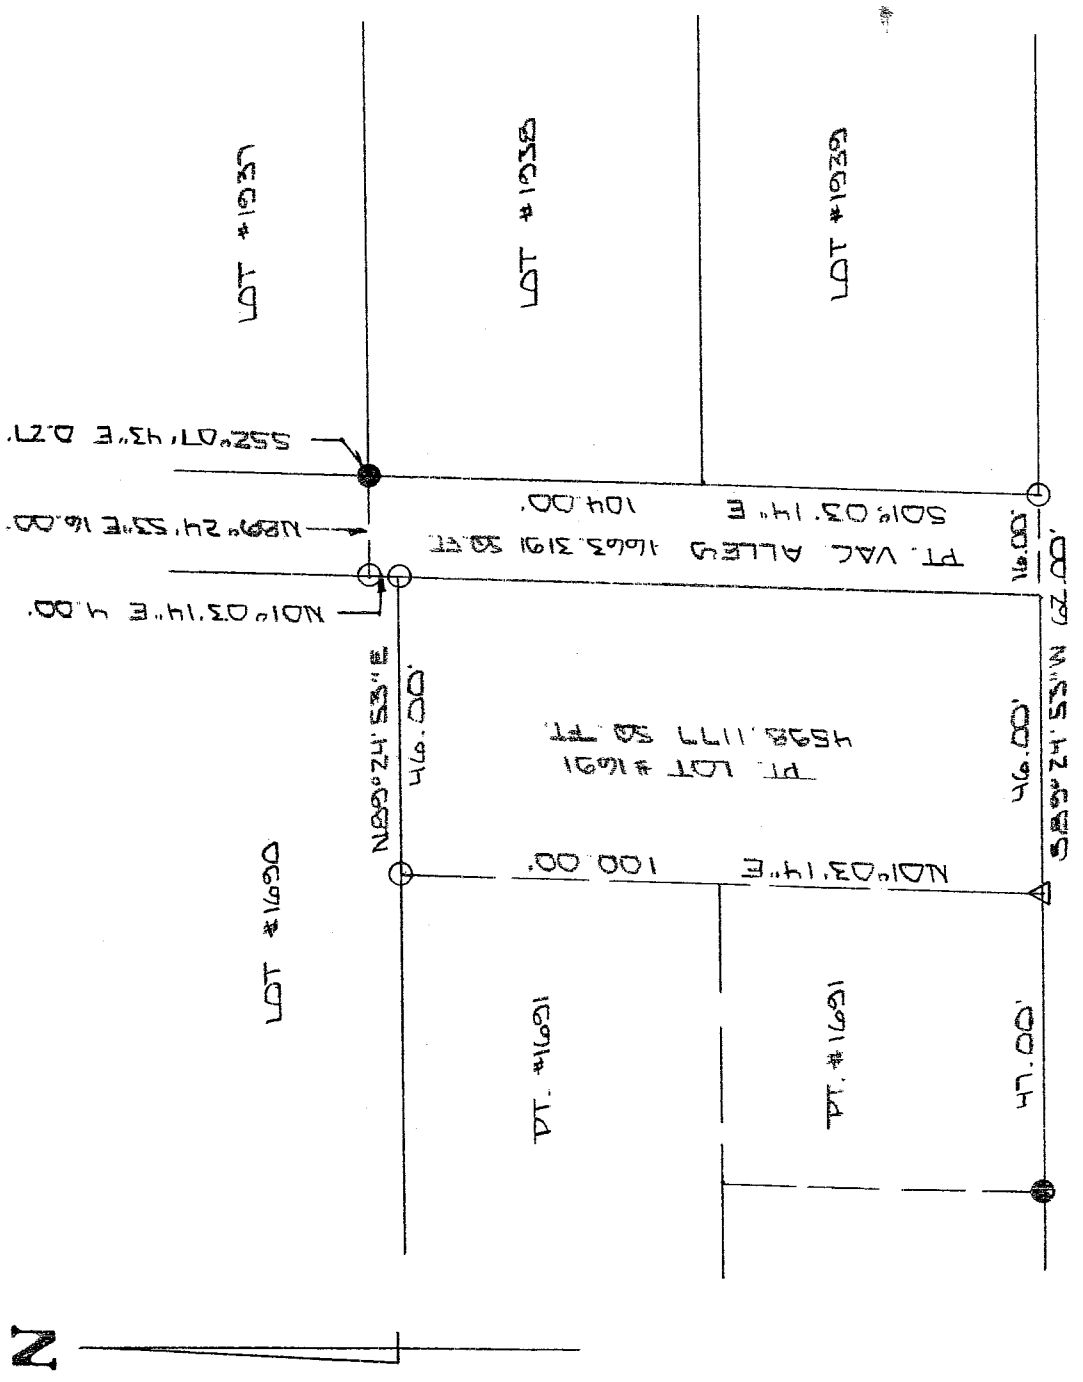 N
47.00'
PT. #1691
PT. #1691
LOT #1690
N01°03'14"E 100.00'
S89°24'53"W 62.00'
46.00'
PT. LOT #1691
4598.1177 SQ. FT.
46.00'
N89°24'53"E
N01°03'14"E 4.00'
16.00'
PT. VAC. ALLEY 1663.3191 SQ. FT.
N89°24'53"E 16.00'
S01°03'14"E 104.00'
S52°07'43"E 0.27'
LOT #1939
LOT #1938
LOT #1937